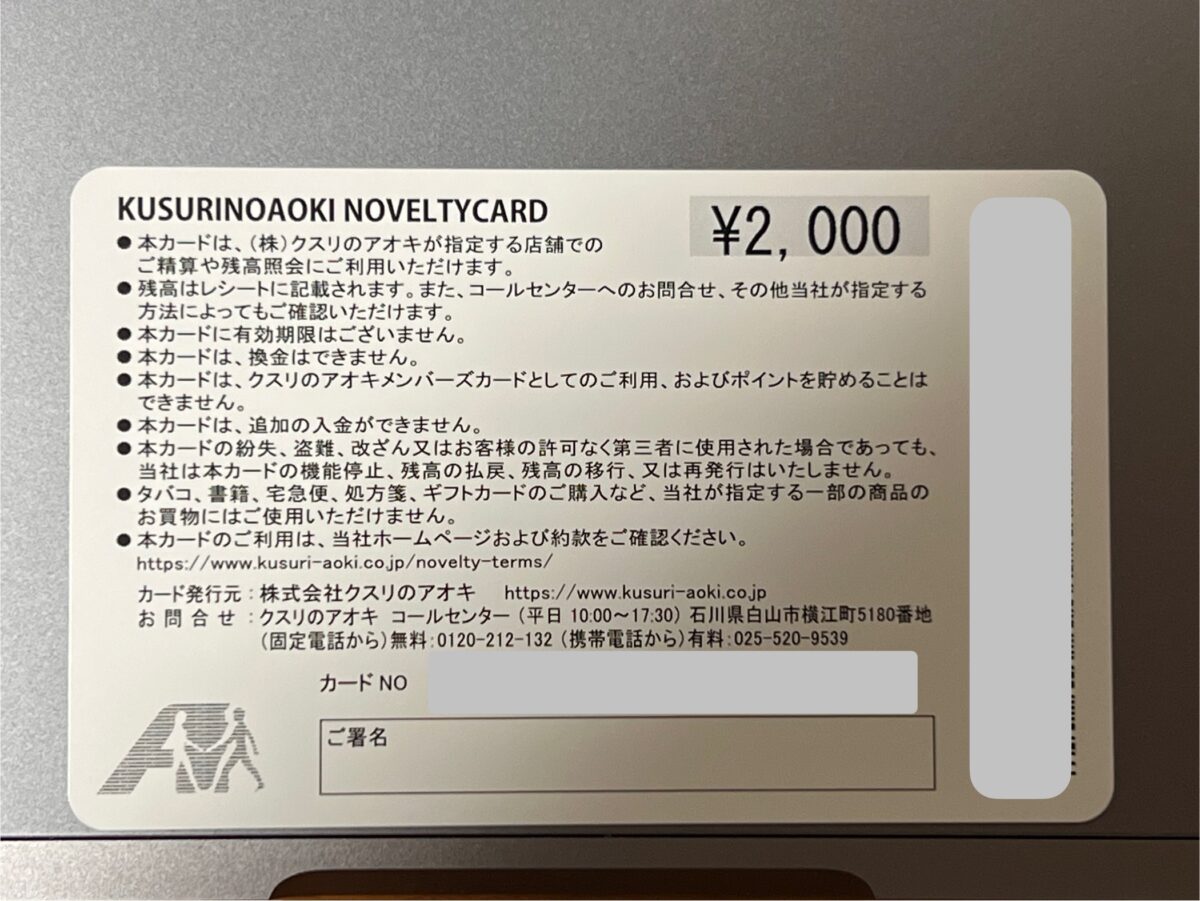 KUSURINOAOKI NOVELTYCARD
¥2,000
●本カードは、(株)クスリのアオキが指定する店舗での
ご精算や残高照会にご利用いただけます。
●残高はレシートに記載されます。また、コールセンターへのお問合せ、その他当社が指定する
方法によってもご確認いただけます。
●本カードに有効期限はございません。
●本カードは、換金はできません。
●本カードは、クスリのアオキメンバーズカードとしてのご利用、およびポイントを貯めることは
できません。
●本カードは、追加の入金ができません。
●本カードの紛失、盗難、改ざん又はお客様の許可なく第三者に使用された場合であっても、
当社は本カードの機能停止、残高の払戻、残高の移行、又は再発行はいたしません。
●タバコ、書籍、宅急便、処方箋、ギフトカードのご購入など、当社が指定する一部の商品の
お買物にはご使用いただけません。
●本カードのご利用は、当社ホームページおよび約款をご確認ください。
https://www.kusuri-aoki.co.jp/novelty-terms/
カード発行元:株式会社クスリのアオキ https://www.kusuri-aoki.co.jp
お問合せ:クスリのアオキ コールセンター (平日 10:00〜17:30) 石川県白山市横江町5180番地
(固定電話から)無料:0120-212-132 (携帯電話から)有料:025-520-9539
カード NO
ご署名